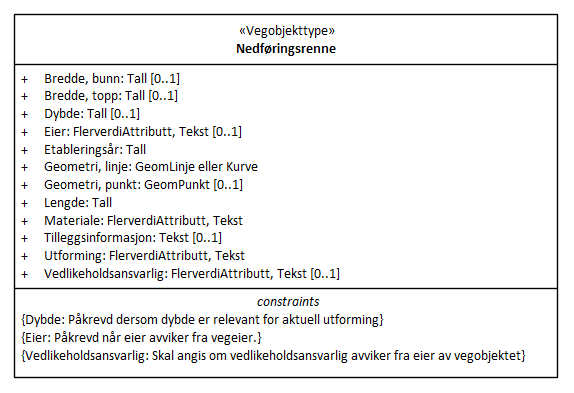 «Vegobjekttype»
Nedføringsrenne
+ Bredde, bunn: Tall [0..1]
+ Bredde, topp: Tall [0..1]
+ Dybde: Tall [0..1]
+ Eier: FlerverdiAttributt, Tekst [0..1]
+ Etableringsår: Tall
+ Geometri, linje: GeomLinje eller Kurve
+ Geometri, punkt: GeomPunkt [0..1]
+ Lengde: Tall
+ Materiale: FlerverdiAttributt, Tekst
+ Tilleggsinformasjon: Tekst [0..1]
+ Utforming: FlerverdiAttributt, Tekst
+ Vedlikeholdsansvarlig: FlerverdiAttributt, Tekst [0..1]
constraints
{Dybde: Påkrevd dersom dybde er relevant for aktuell utforming}
{Eier: Påkrevd når eier avviker fra vegeier.}
{Vedlikeholdsansvarlig: Skal angis om vedlikeholdsansvarlig avviker fra eier av vegobjektet}